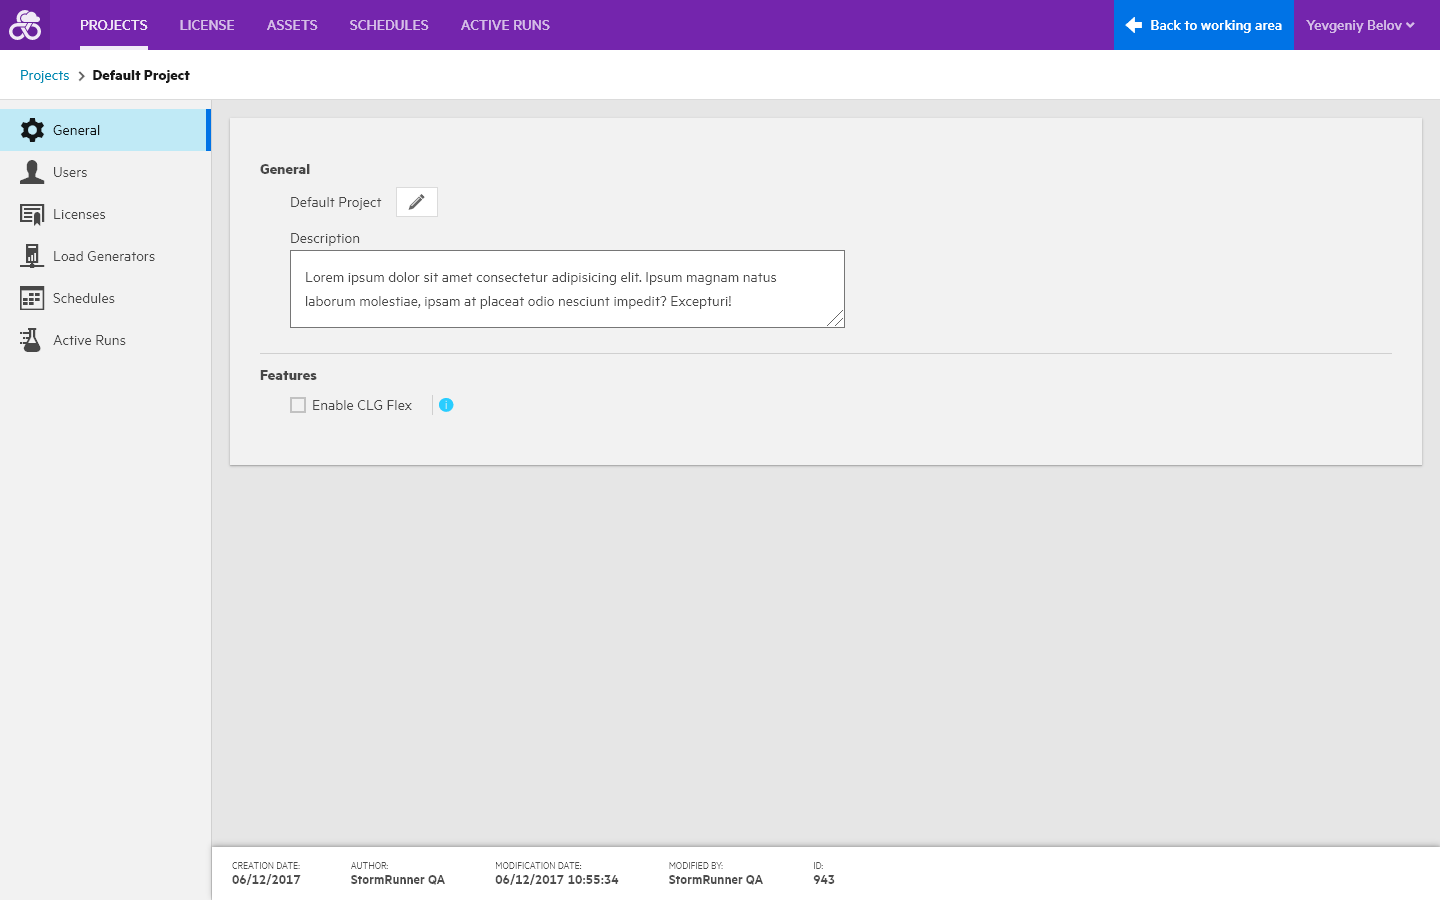 PROJECTS LICENSE ASSETS SCHEDULES ACTIVE RUNS Back to working area Yevgeniy Belov
Projects Default Project
General
Users
Licenses
Load Generators
Schedules
Active Runs
General
Default Project
Description
Lorem ipsum dolor sit amet consectetur adipisicing elit. Ipsum magnam natus
laborum molestiae, ipsam at placeat odio nesciunt impedit? Excepturi!
Features
Enable CLG Flex i
CREATION DATE: AUTHOR: MODIFICATION DATE: MODIFIED BY: ID:
06/12/2017 StormRunner QA 06/12/2017 10:55:34 StormRunner QA 943